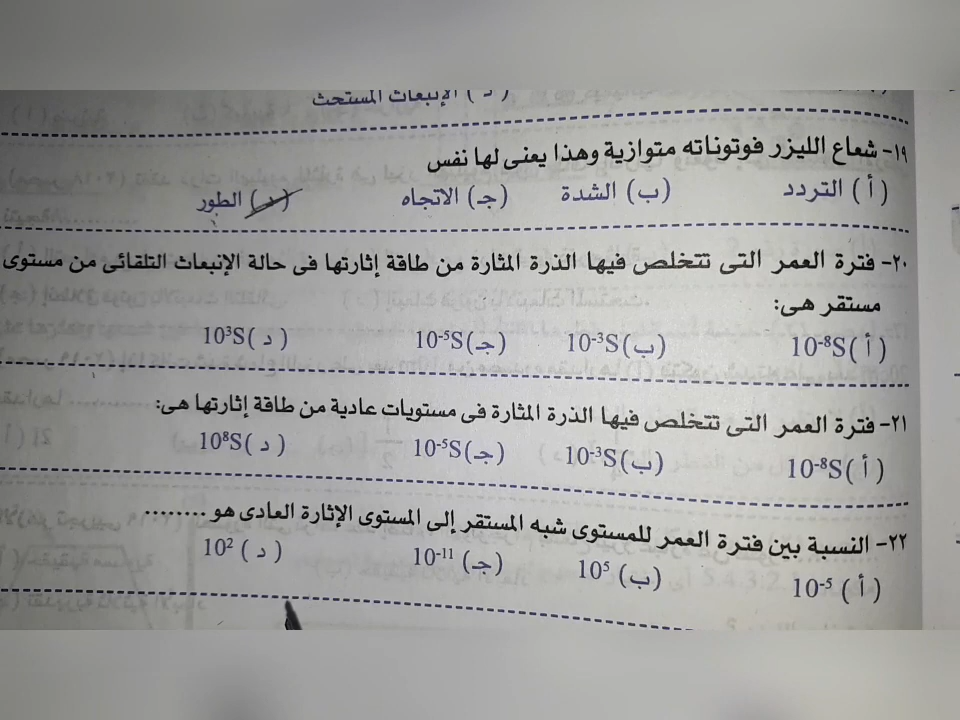 ( د ) الإنبعاث المستحث
١٩- شعاع الليزر فوتوناته متوازية وهذا يعنى لها نفس
( أ ) التردد (ب) الشدة (جـ) الاتجاه (د) الطور
٢٠- فترة العمر التى تتخلص فيها الذرة المثارة من طاقة إثارتها فى حالة الإنبعاث التلقائى من مستوى
مستقر هى:
( أ ) 10⁻⁸S (ب) 10⁻³S (جـ) 10⁻⁵S ( د ) 10³S
٢١- فترة العمر التى تتخلص فيها الذرة المثارة فى مستويات عادية من طاقة إثارتها هى:
( أ ) 10⁻⁸S (ب) 10⁻³S (جـ) 10⁻⁵S ( د ) 10⁸S
٢٢- النسبة بين فترة العمر للمستوى شبه المستقر إلى المستوى الإثارة العادى هو ........
( أ ) 10⁻⁵ (ب) 10⁵ (جـ) 10⁻¹¹ ( د ) 10²